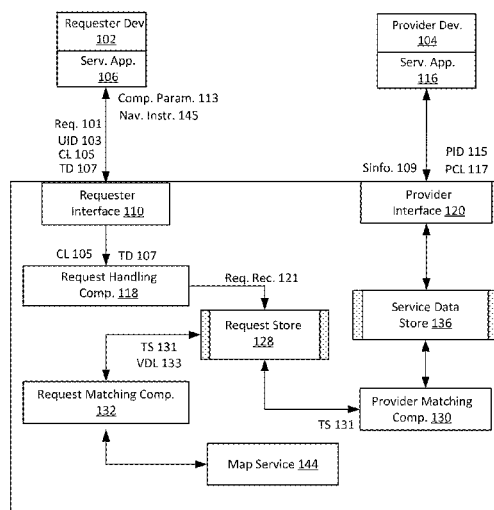 Requester Dev.
102
Serv. App.
106
Provider Dev.
104
Serv. App.
116
Comp. Param. 113
Nav. Instr. 145
Req. 101
UID 103
CL 105
TD 107
Sinfo. 109
PID 115
PCL 117
Requester
Interface 110
Provider
Interface 120
CL 105 TD 107
Request Handling
Comp. 118
Req. Rec. 121
Request Store
128
Service Data
Store 136
TS 131
VDL 133
Request Matching Comp.
132
TS 131
Provider Matching
Comp. 130
Map Service 144